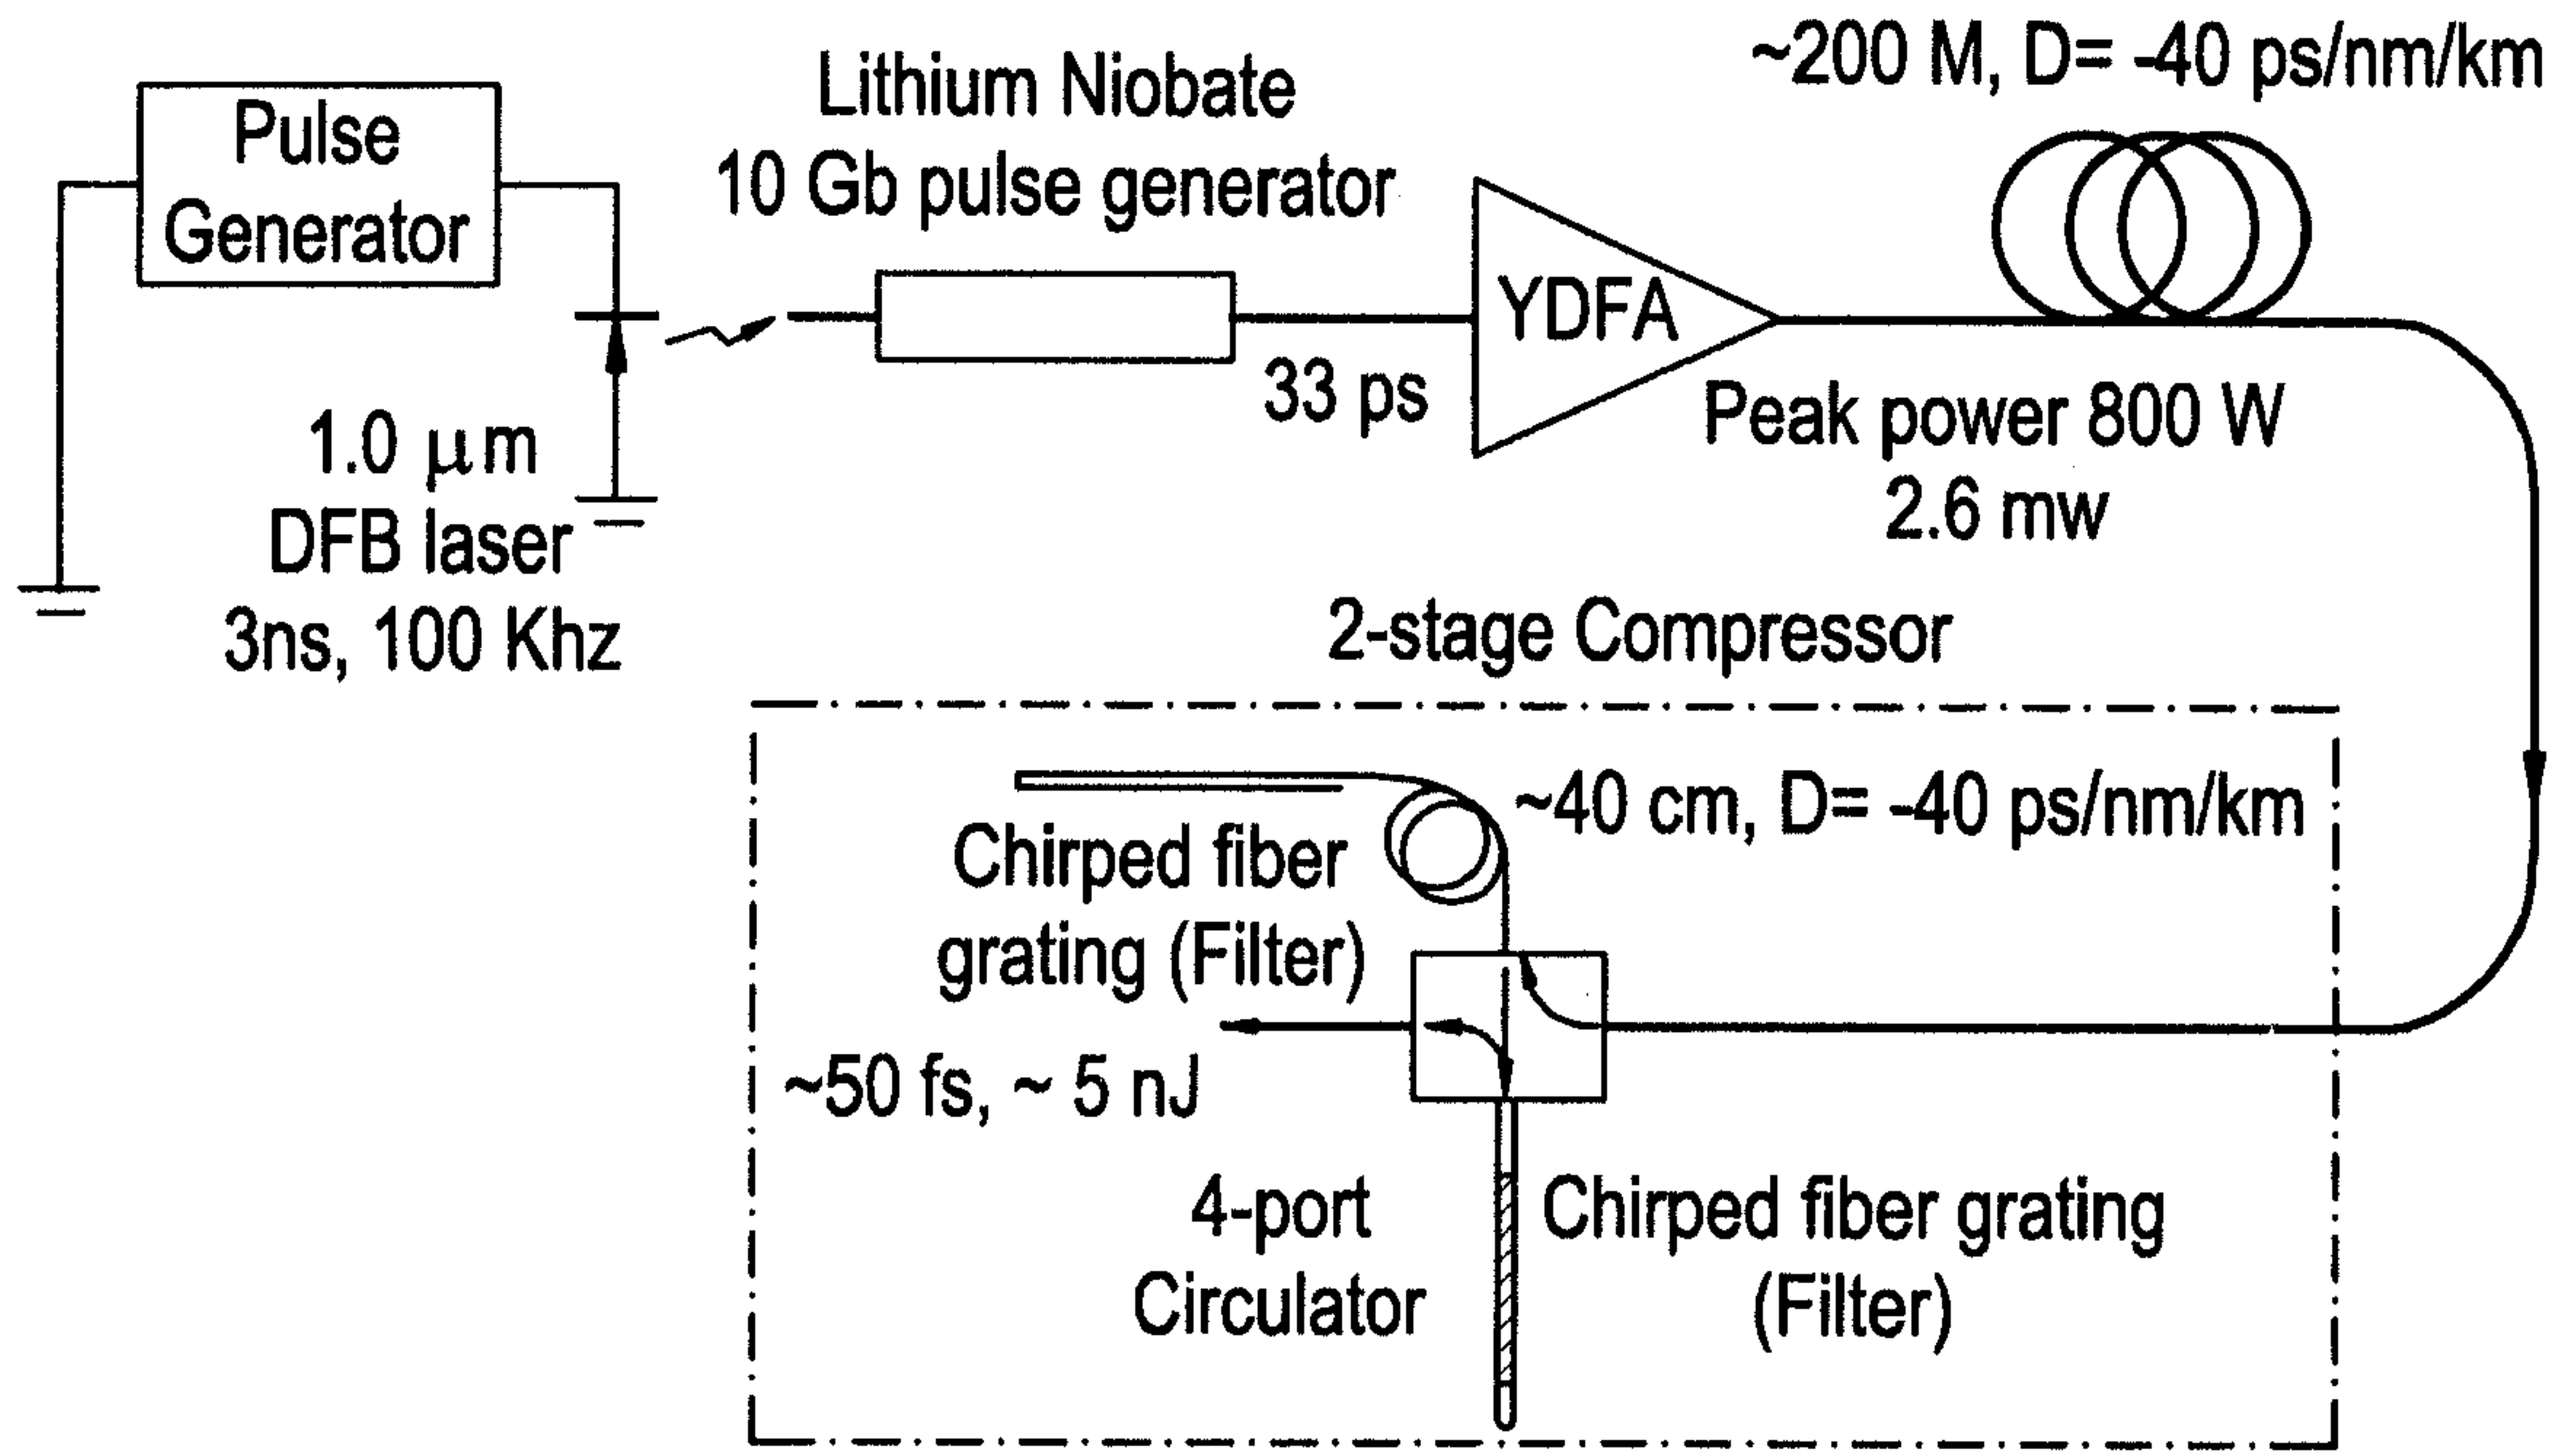 ~200 M, D= -40 ps/nm/km
Lithium Niobate
10 Gb pulse generator
Pulse
Generator
YDFA
33 ps
Peak power 800 W
2.6 mw
1.0 μm
DFB laser
3ns, 100 Khz
2-stage Compressor
~40 cm, D= -40 ps/nm/km
Chirped fiber
grating (Filter)
~50 fs, ~ 5 nJ
4-port
Circulator
Chirped fiber grating
(Filter)